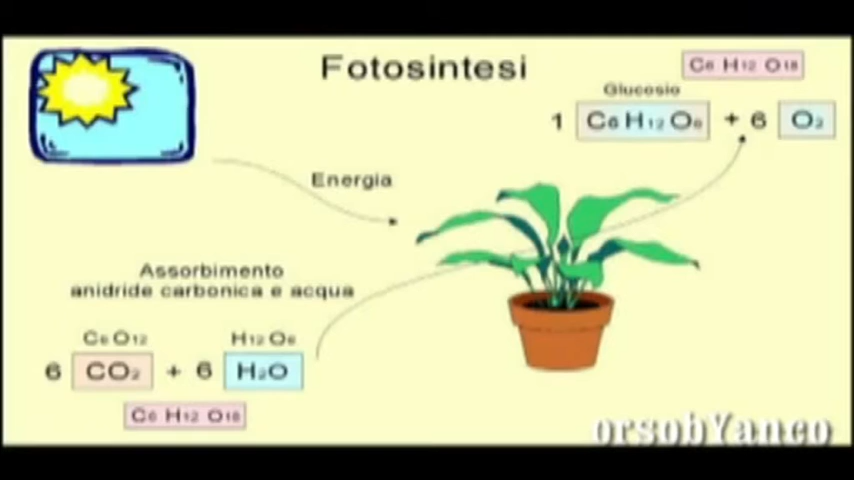 Fotosintesi
C6 H12 O18
Glucosio
1 C6 H12 O6 + 6 O2
Energia
Assorbimento
anidride carbonica e acqua
C6 O12 H12 O6
6 CO2 + 6 H2O
C6 H12 O18
orsobYanco